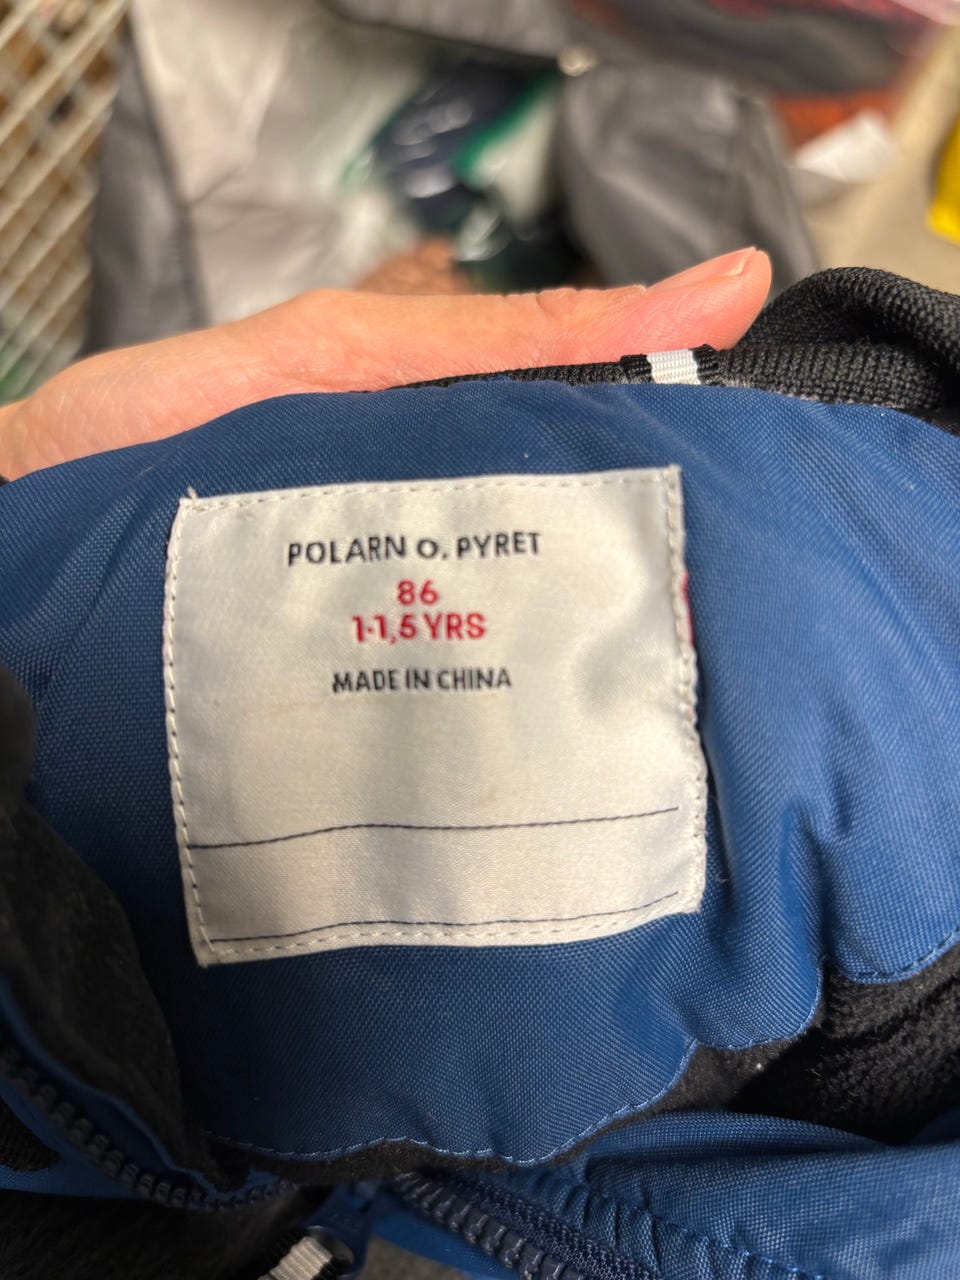 POLARN O. PYRET
86
1-1,5 YRS
MADE IN CHINA